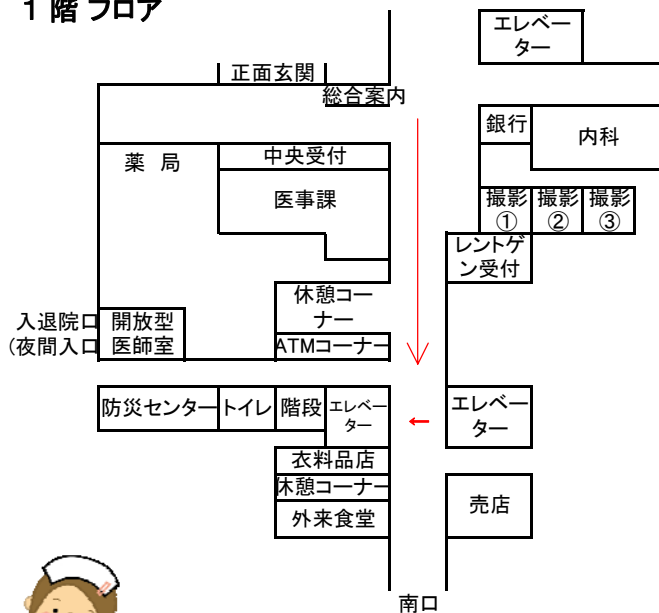 1 階 フロア
エレベー
ター
正面玄関
総合案内
銀行
内科
薬 局
中央受付
医事課
撮影
①
撮影
②
撮影
③
レントゲ
ン受付
休憩コー
ナー
入退院口
(夜間入口
開放型
医師室
ATMコーナー
防災センター
トイレ
階段
エレベー
ター
←
エレベー
ター
衣料品店
休憩コーナー
外来食堂
売店
南口